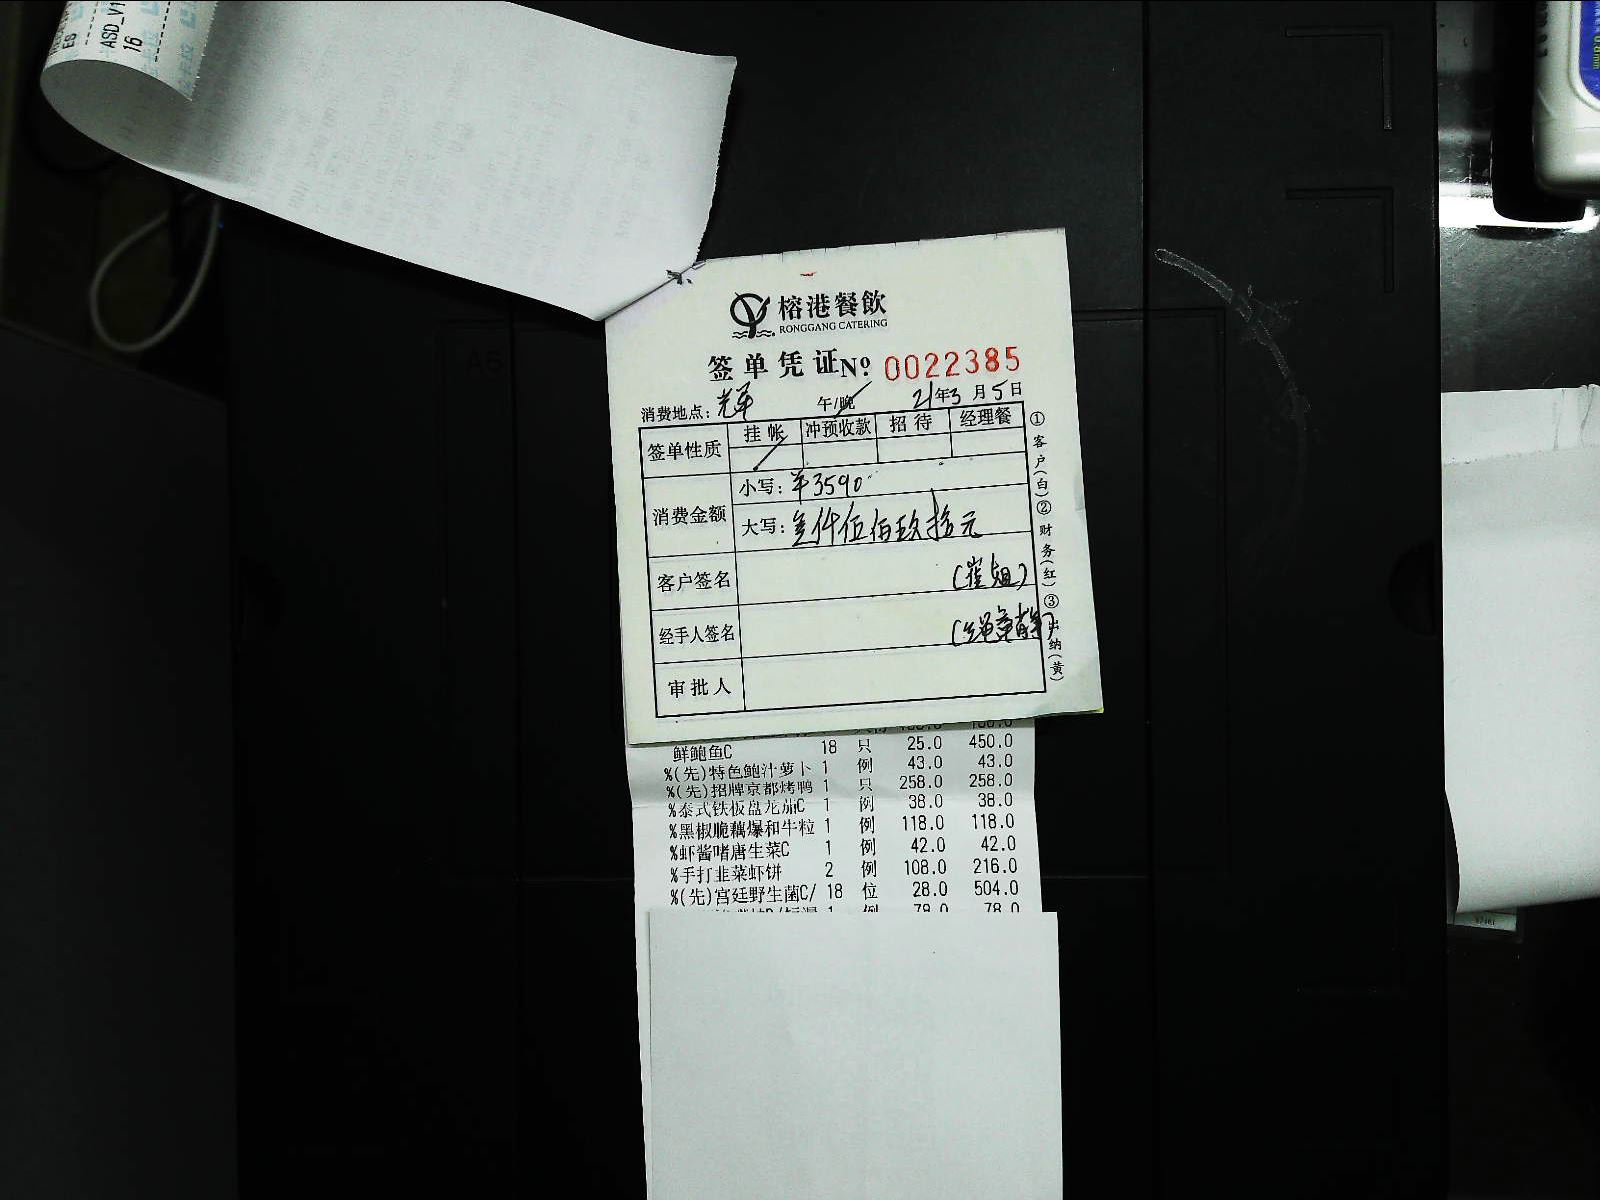 ASD_V1
16
榕港餐飲
RONGGANG CATERING
签单凭证 Nº 0022385
消费地点: 午/晚 21年3月5日
签单性质 挂帐 冲预收款 招待 经理餐
消费金额 小写: ¥3590
大写: 叁仟伍佰玖拾元
客户签名 (崔姐)
经手人签名
审批人
①客户(白)②财务(红)③出纳(黄)
鲜鲍鱼C 18 只 25.0 450.0
%(先)特色鲍汁萝卜 1 例 43.0 43.0
%(先)招牌京都烤鸭 1 只 258.0 258.0
%泰式铁板盘龙茄C 1 例 38.0 38.0
%黑椒脆藕爆和牛粒 1 例 118.0 118.0
%虾酱啫唐生菜C 1 例 42.0 42.0
%手打韭菜虾饼 2 例 108.0 216.0
%(先)宫廷野生菌C/ 18 位 28.0 504.0
1 例 78.0 78.0